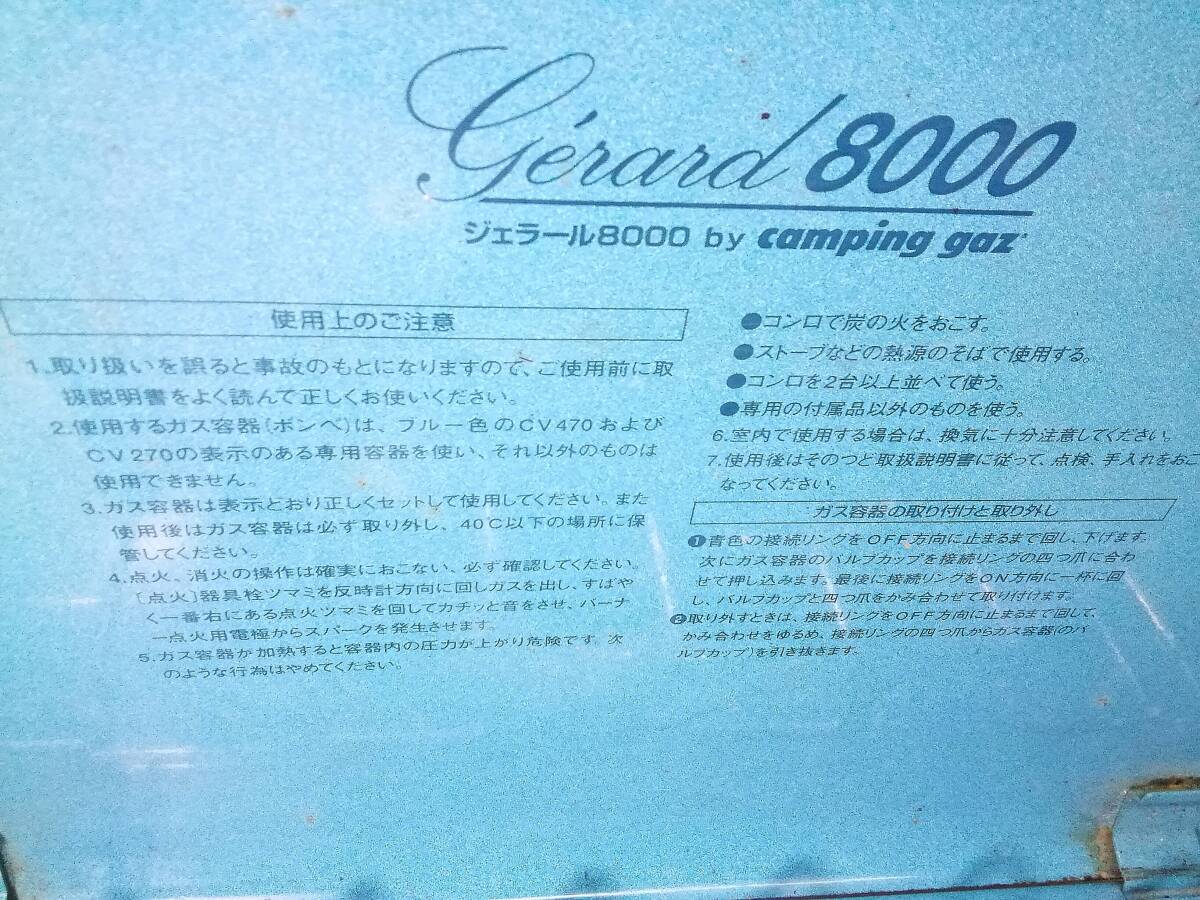 Gérard 8000
ジェラール8000 by camping gaz
使用上のご注意
1.取り扱いを誤ると事故のもとになりますので、ご使用前に取
扱説明書をよく読んで正しくお使いください。
2.使用するガス容器(ボンベ)は、ブルー色のCV470および
CV270の表示のある専用容器を使い、それ以外のものは
使用できません。
3.ガス容器は表示どおり正しくセットして使用してください。また
使用後はガス容器は必ず取り外し、40℃以下の場所に保
管してください。
4.点火、消火の操作は確実におこない、必ず確認してください。
〔点火〕器具栓ツマミを反時計方向に回しガスを出し、すばや
く一番右にある点火ツマミを回してカチッと音をさせ、バーナ
ー点火用電極からスパークを発生させます。
5.ガス容器が加熱すると容器内の圧力が上がり危険です。次
のような行為はやめてください。
●コンロで炭の火をおこす。
●ストーブなどの熱源のそばで使用する。
●コンロを2台以上並べて使う。
●専用の付属品以外のものを使う。
6.室内で使用する場合は、換気に十分注意してください。
7.使用後はそのつど取扱説明書に従って、点検、手入れをおこ
なってください。
ガス容器の取り付けと取り外し
❶青色の接続リングをOFF方向に止まるまで回し、下げます。
次にガス容器のバルブカップを接続リングの四つ爪に合わ
せて押し込みます。最後に接続リングをON方向に一杯に回
し、バルブカップと四つ爪をかみ合わせて取り付けます。
❷取り外すときは、接続リングをOFF方向に止まるまで回して、
かみ合わせをゆるめ、接続リングの四つ爪からガス容器(のバ
ルブカップ)を引き抜きます。